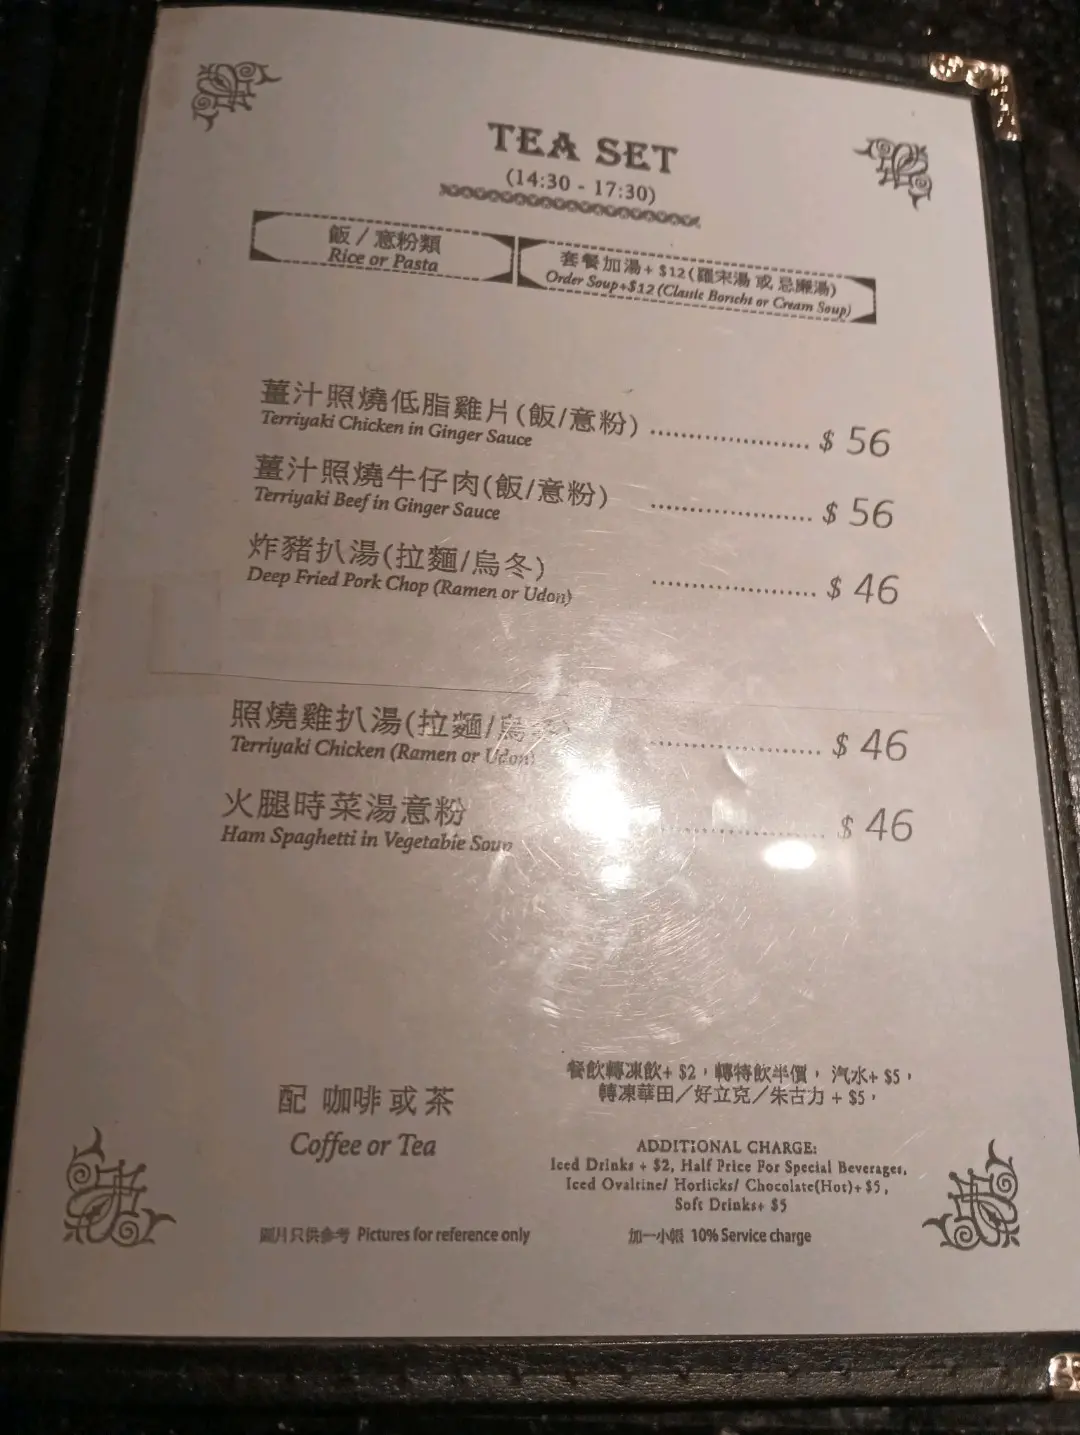 TEA SET
(14:30 - 17:30)
飯 / 意粉類
Rice or Pasta
套餐加湯+ $12(羅宋湯 或 忌廉湯)
Order Soup+$12 (Classic Borscht or Cream Soup)
薑汁照燒低脂雞片(飯/意粉) .................... $ 56
Terriyaki Chicken in Ginger Sauce
薑汁照燒牛仔肉(飯/意粉) .................... $ 56
Terriyaki Beef in Ginger Sauce
炸豬扒湯(拉麵/烏冬) .................... $ 46
Deep Fried Pork Chop (Ramen or Udon)
照燒雞扒湯(拉麵/烏冬) .................... $ 46
Terriyaki Chicken (Ramen or Udon)
火腿時菜湯意粉 .................... $ 46
Ham Spaghetti in Vegetable Soup
配 咖啡或茶
Coffee or Tea
餐飲轉凍飲+ $2，轉特飲半價， 汽水+ $5，
轉凍華田／好立克／朱古力 + $5，
ADDITIONAL CHARGE:
Iced Drinks + $2, Half Price For Special Beverages,
Iced Ovaltine/ Horlicks/ Chocolate(Hot)+ $5,
Soft Drinks+ $5
圖片只供參考 Pictures for reference only
加一小帳 10% Service charge